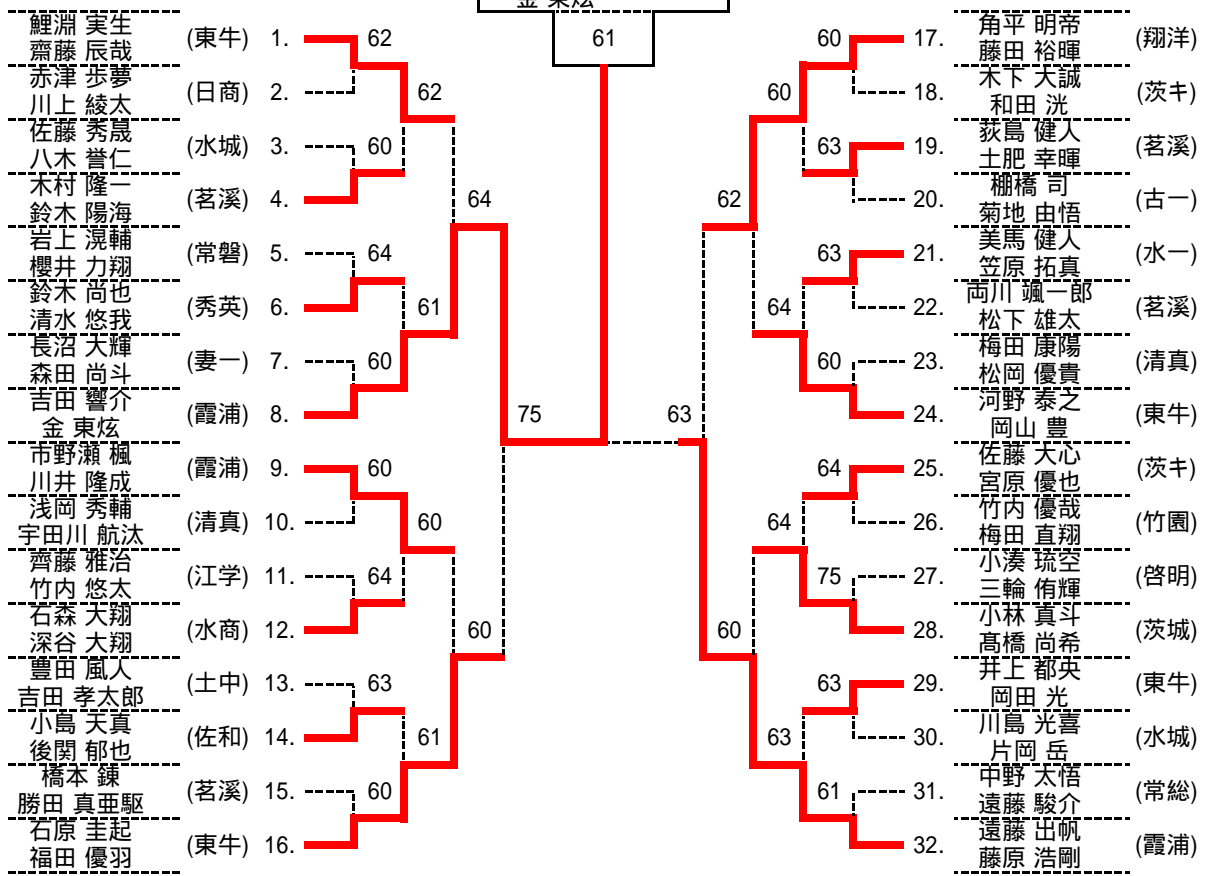 金 東炫
61
鯉淵 実生
齋藤 辰哉
(東牛) 1.
赤津 歩夢
川上 綾太
(日商) 2.
佐藤 秀晟
八木 誉仁
(水城) 3.
木村 隆一
鈴木 陽海
(茗溪) 4.
岩上 滉輔
櫻井 力翔
(常磐) 5.
鈴木 尚也
清水 悠我
(秀英) 6.
長沼 大輝
森田 尚斗
(妻一) 7.
吉田 響介
金 東炫
(霞浦) 8.
市野瀬 楓
川井 隆成
(霞浦) 9.
浅岡 秀輔
宇田川 航汰
(清真) 10.
齊藤 雅治
竹内 悠太
(江学) 11.
石森 大翔
深谷 大翔
(水商) 12.
豊田 風人
吉田 孝太郎
(土中) 13.
小島 天真
後関 郁也
(佐和) 14.
橋本 錬
勝田 真亜駆
(茗溪) 15.
石原 圭起
福田 優羽
(東牛) 16.
62
60
64
60
60
64
63
60
62
61
60
61
64
60
75
63
62
60
60
64
64
63
60
63
63
60
64
75
63
61
17.
角平 明帝
藤田 裕暉
(翔洋)
18.
木下 大誠
和田 洸
(茨キ)
19.
荻島 健人
土肥 幸暉
(茗溪)
20.
棚橋 司
菊地 由悟
(古一)
21.
美馬 健人
笠原 拓真
(水一)
22.
両川 颯一郎
松下 雄太
(茗溪)
23.
梅田 康陽
松岡 優貴
(清真)
24.
河野 泰之
岡山 豊
(東牛)
25.
佐藤 大心
宮原 優也
(茨キ)
26.
竹内 優哉
梅田 直翔
(竹園)
27.
小湊 琉空
三輪 侑輝
(啓明)
28.
小林 真斗
髙橋 尚希
(茨城)
29.
井上 都央
岡田 光
(東牛)
30.
川島 光喜
片岡 岳
(水城)
31.
中野 太悟
遠藤 駿介
(常総)
32.
遠藤 出帆
藤原 浩剛
(霞浦)